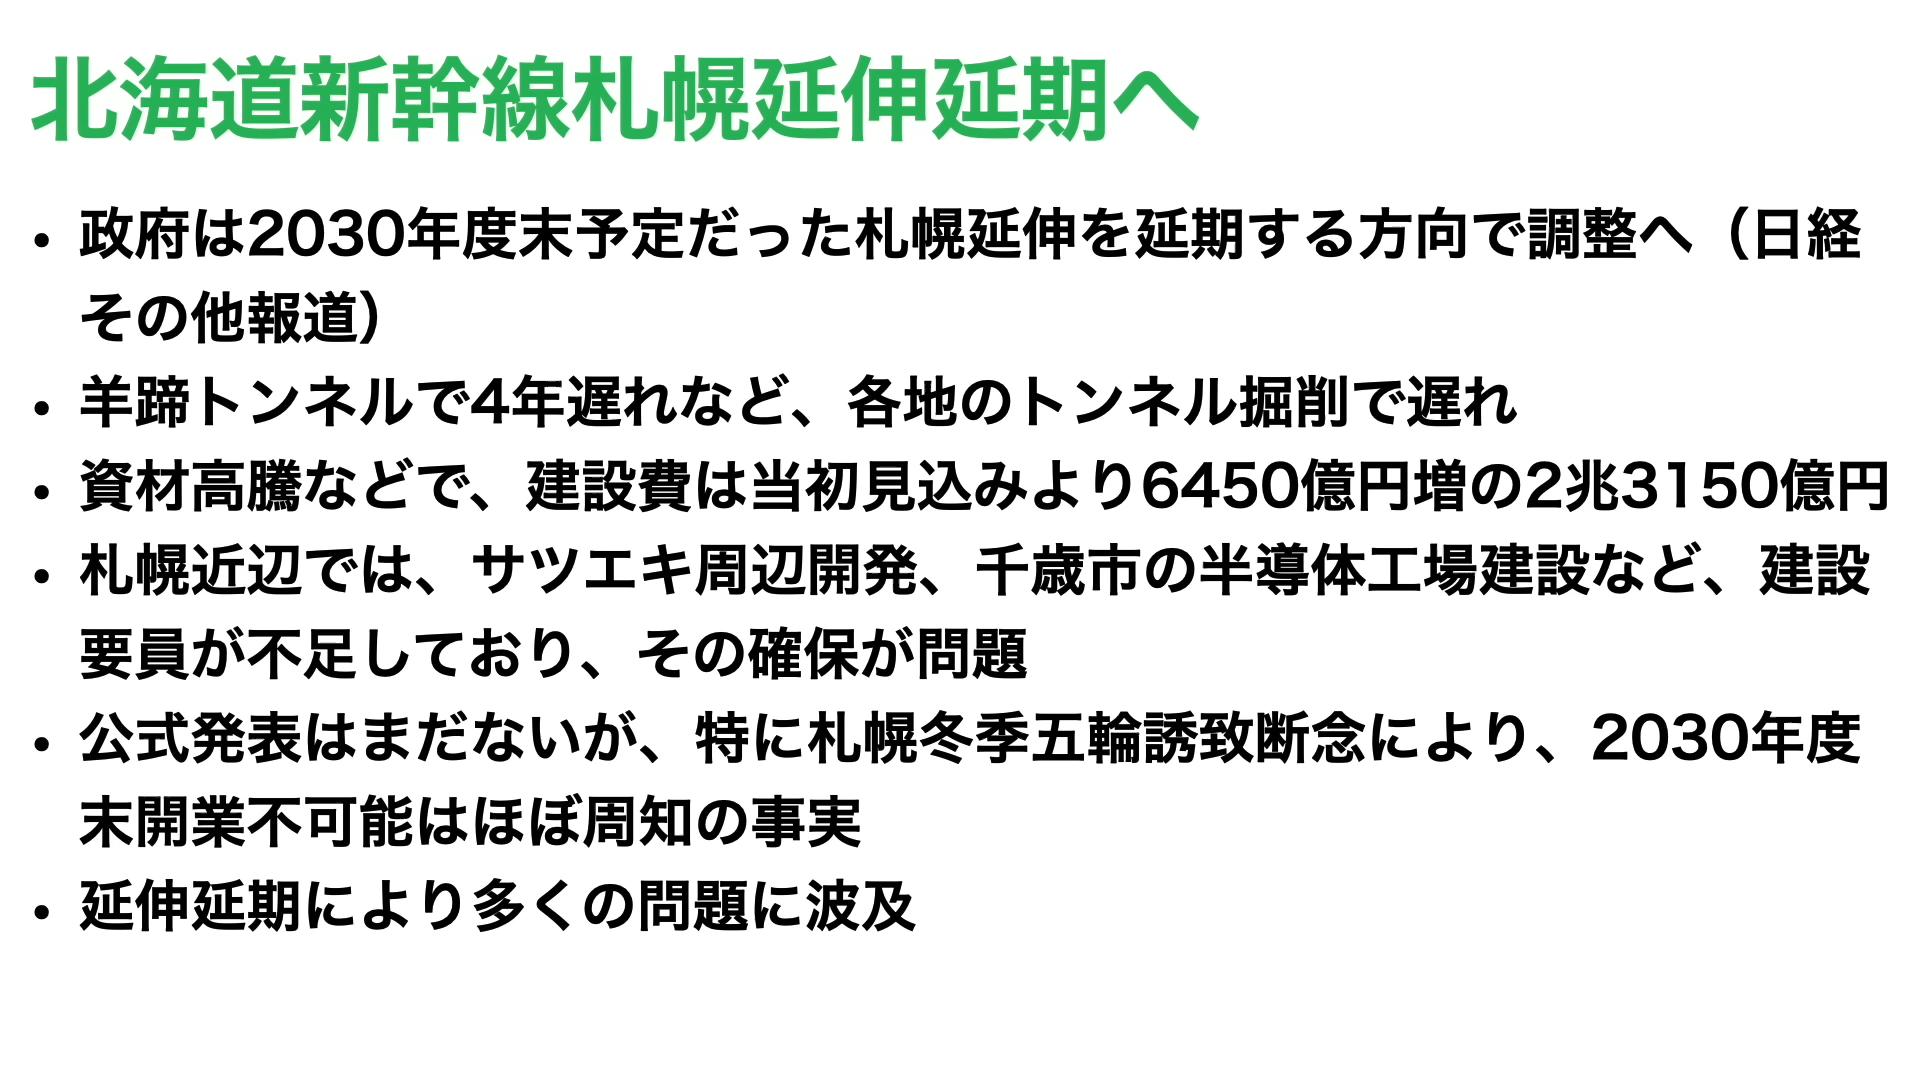 北海道新幹線札幌延伸延期へ
• 政府は2030年度末予定だった札幌延伸を延期する方向で調整へ（日経
その他報道）
• 羊蹄トンネルで4年遅れなど、各地のトンネル掘削で遅れ
• 資材高騰などで、建設費は当初見込みより6450億円増の2兆3150億円
• 札幌近辺では、サツエキ周辺開発、千歳市の半導体工場建設など、建設
要員が不足しており、その確保が問題
• 公式発表はまだないが、特に札幌冬季五輪誘致断念により、2030年度
末開業不可能はほぼ周知の事実
• 延伸延期により多くの問題に波及